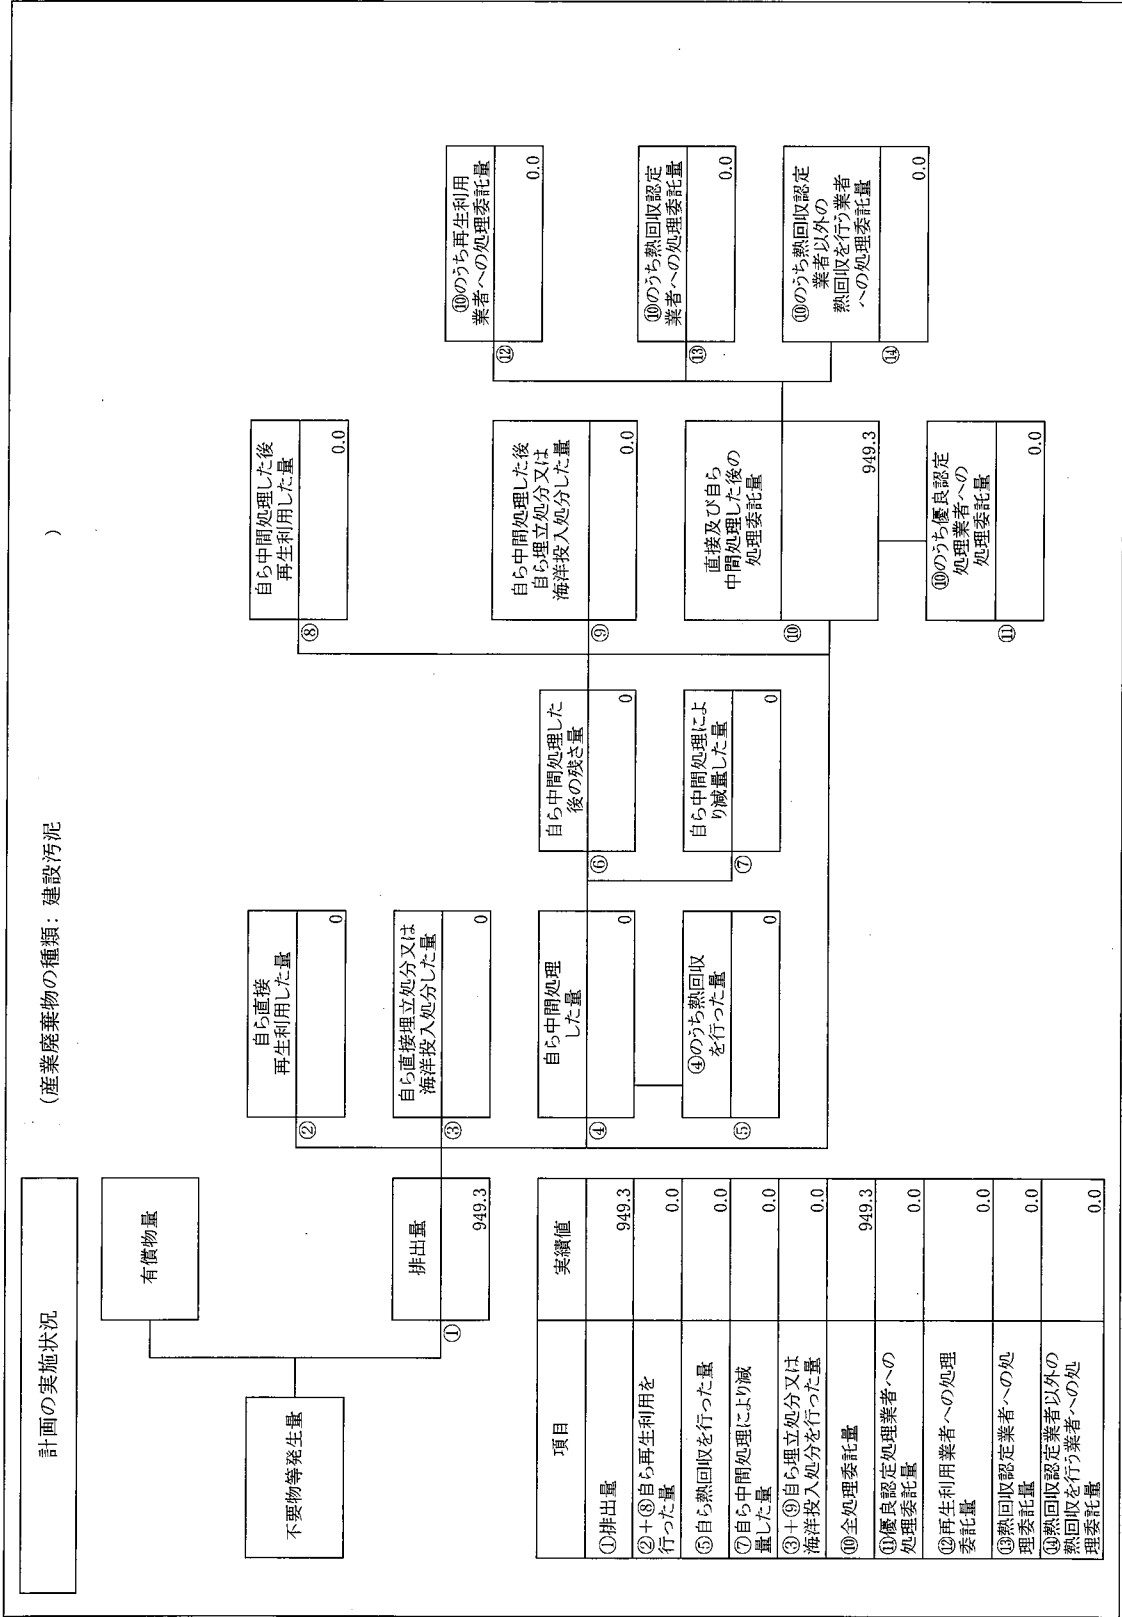 計画の実施状況
(産業廃棄物の種類: 建設汚泥
)
不要物等発生量
有償物量
①
排出量
949.3
②
自ら直接
再生利用した量
0
③
自ら直接埋立処分又は
海洋投入処分した量
0
④
自ら中間処理
した量
0
⑤
④のうち熱回収
を行った量
0
⑥
自ら中間処理した
後の残さ量
0
⑦
自ら中間処理によ
り減量した量
0
⑧
自ら中間処理した後
再生利用した量
0.0
⑨
自ら中間処理した後
自ら埋立処分又は
海洋投入処分した量
0.0
⑩
直接及び自ら
中間処理した後の
処理委託量
949.3
⑪
⑩のうち優良認定
処理業者への
処理委託量
0.0
⑫
⑩のうち再生利用
業者への処理委託量
0.0
⑬
⑩のうち熱回収認定
業者への処理委託量
0.0
⑭
⑩のうち熱回収認定
業者以外の
熱回収を行う業者
への処理委託量
0.0
項目
実績値
①排出量
949.3
②+⑧自ら再生利用を
行った量
0.0
⑤自ら熱回収を行った量
0.0
⑦自ら中間処理により減
量した量
0.0
③+⑨自ら埋立処分又は
海洋投入処分を行った量
0.0
⑩全処理委託量
949.3
⑪優良認定処理業者への
処理委託量
0.0
⑫再生利用業者への処理
委託量
0.0
⑬熱回収認定業者への処
理委託量
0.0
⑭熱回収認定業者以外の
熱回収を行う業者への処
理委託量
0.0